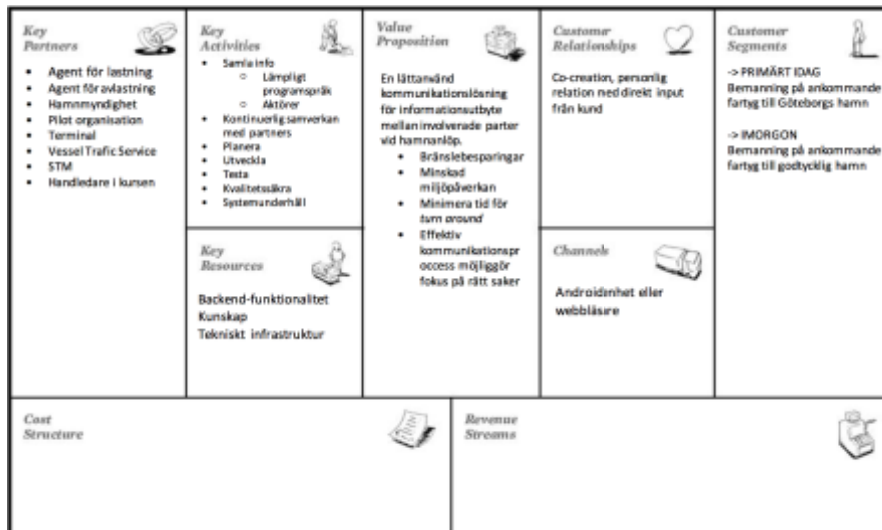 Key
Partners
• Agent för lastning
• Agent för avlastning
• Hamnmyndighet
• Pilot organisation
• Terminal
• Vessel Trafic Service
• STM
• Handledare i kursen
Key
Activities
• Samla info
○ Lämpligt
programspråk
○ Aktörer
• Kontinuerlig samverkan
med partners
• Planera
• Utveckla
• Testa
• Kvalitetssäkra
• Systemunderhåll
Key
Resources
Backend-funktionalitet
Kunskap
Tekniskt infrastruktur
Value
Proposition
En lättanvänd
kommunikationslösning
för informationsutbyte
mellan involverade parter
vid hamnanlöp.
• Bränslebesparingar
• Minskad
miljöpåverkan
• Minimera tid för
turn around
• Effektiv
kommunikationspr
occess möjliggör
fokus på rätt saker
Customer
Relationships
Co-creation, personlig
relation med direkt input
från kund
Channels
Androidenhet eller
webbläsare
Customer
Segments
-> PRIMÄRT IDAG
Bemanning på ankommande
fartyg till Göteborgs hamn
-> IMORGON
Bemanning på ankommande
fartyg till godtycklig hamn
Cost
Structure
Revenue
Streams